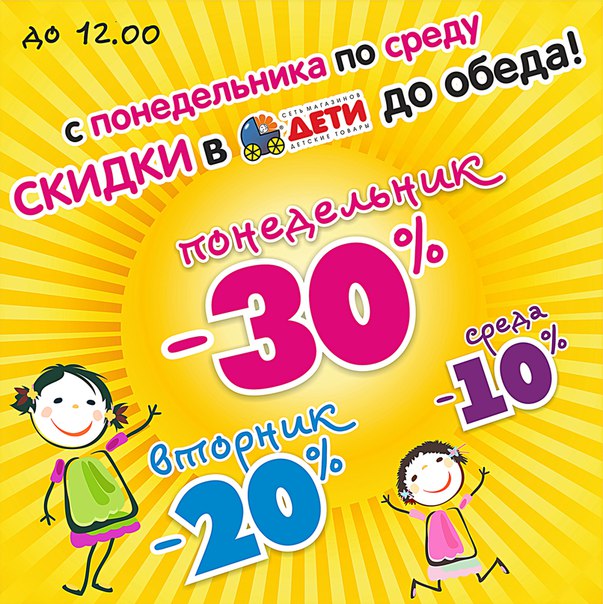 до 12.00
с понедельника по среду
СЕТЬ МАГАЗИНОВ
скидки в ДЕТИ до обеда!
ДЕТСКИЕ ТОВАРЫ
понедельник
-30%
среда
-10%
вторник
-20%